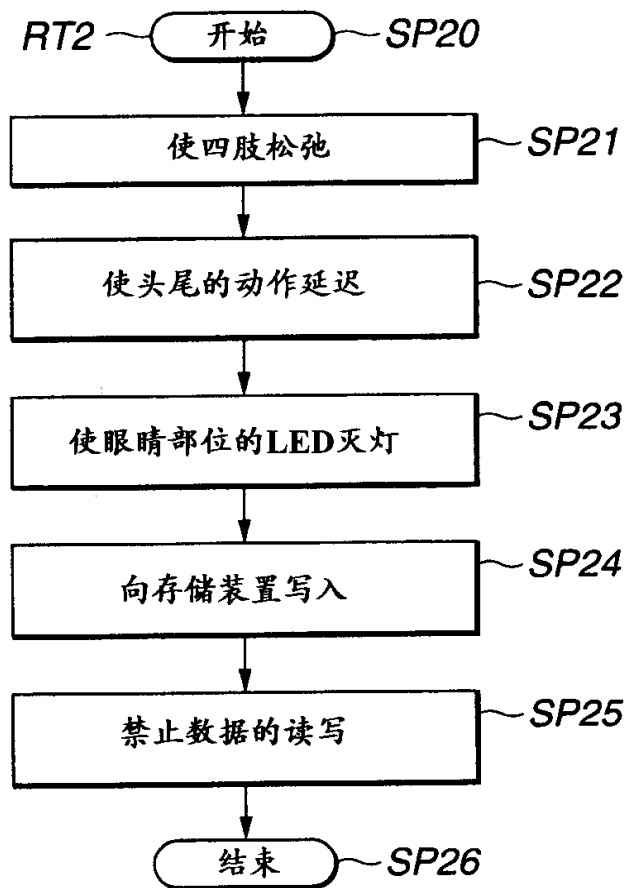 RT2 开始 SP20
使四肢松弛 SP21
使头尾的动作延迟 SP22
使眼睛部位的LED灭灯 SP23
向存储装置写入 SP24
禁止数据的读写 SP25
结束 SP26